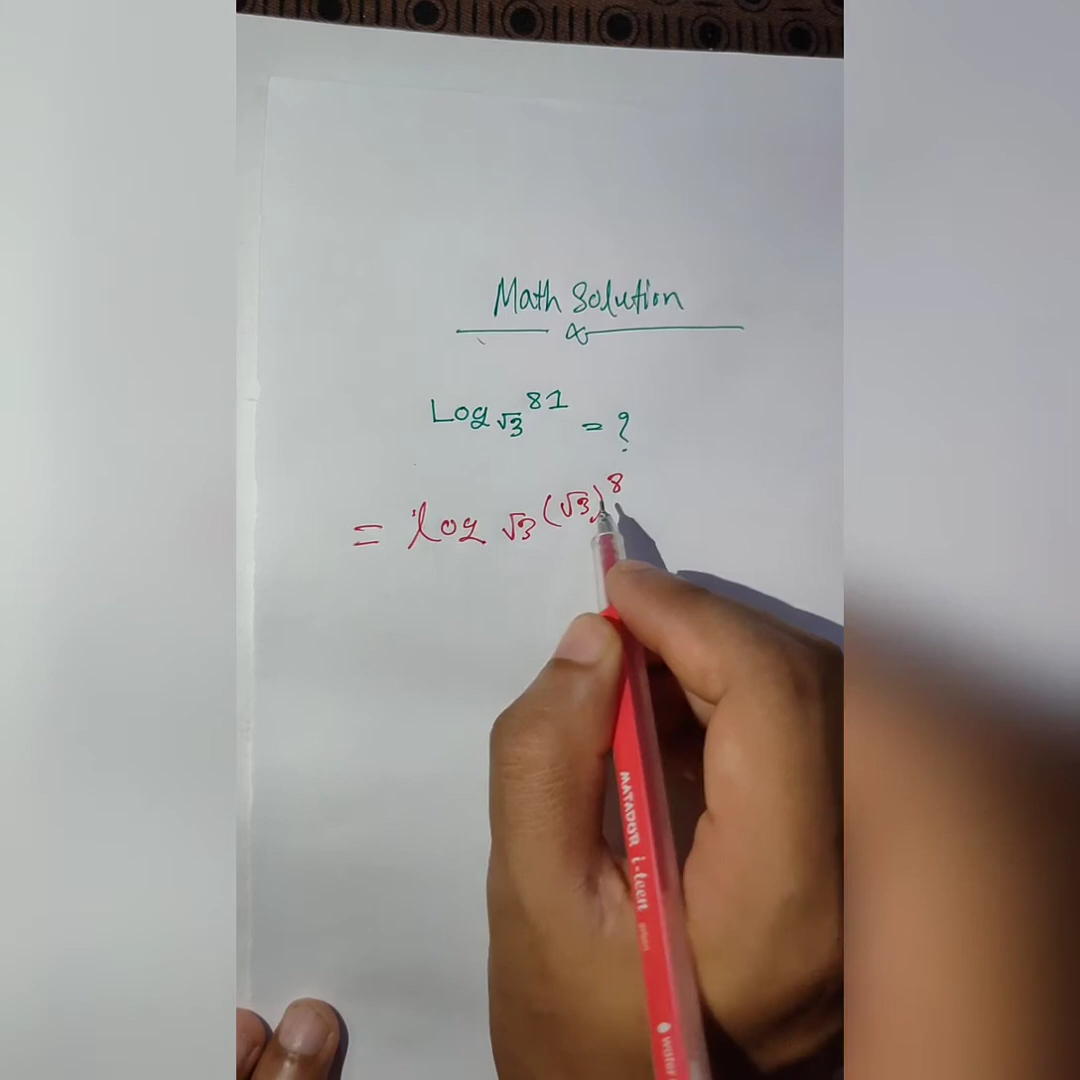 Math Solution
Log√3 81 = ?
= log √3 (√3)^8
MATADOR i-teen